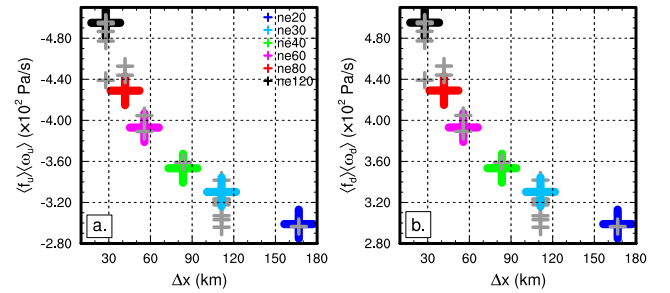 -4.80
-4.40
-4.00
-3.60
-3.20
-2.80
⟨f_u⟩⟨ω_u⟩ (×10² Pa/s)
ne20
ne30
ne40
ne60
ne80
ne120
a.
0 30 60 90 120 150 180
Δx (km)
4.80
4.40
4.00
3.60
3.20
2.80
⟨f_d⟩⟨ω_d⟩ (×10² Pa/s)
b.
0 30 60 90 120 150 180
Δx (km)